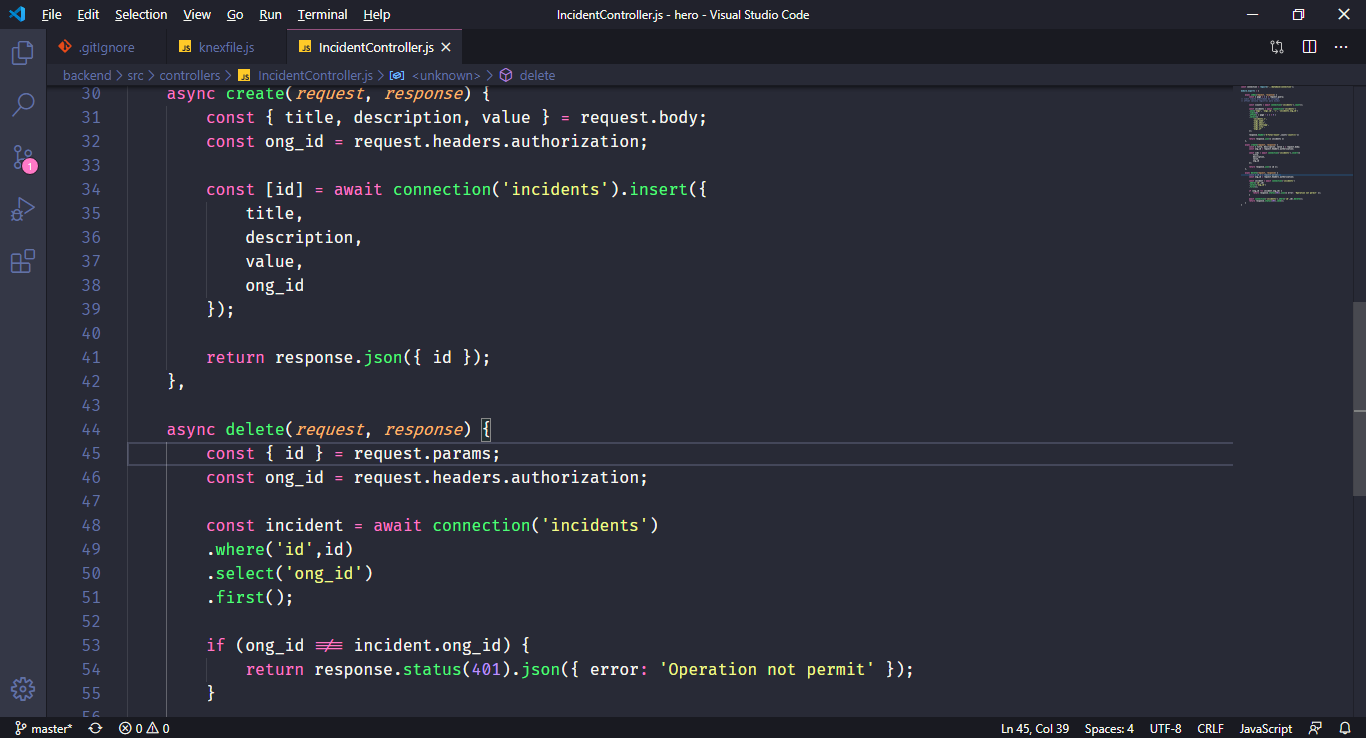 File Edit Selection View Go Run Terminal Help IncidentController.js - hero - Visual Studio Code
.gitIgnore JS knexfile.js JS IncidentController.js
backend > src > controllers > JS IncidentController.js > <unknown> > delete
1
30 async create(request, response) {
31 const { title, description, value } = request.body;
32 const ong_id = request.headers.authorization;
33
34 const [id] = await connection('incidents').insert({
35 title,
36 description,
37 value,
38 ong_id
39 });
40
41 return response.json({ id });
42 },
43
44 async delete(request, response) {
45 const { id } = request.params;
46 const ong_id = request.headers.authorization;
47
48 const incident = await connection('incidents')
49 .where('id',id)
50 .select('ong_id')
51 .first();
52
53 if (ong_id !== incident.ong_id) {
54 return response.status(401).json({ error: 'Operation not permit' });
55 }
56
master* 0 0 Ln 45, Col 39 Spaces: 4 UTF-8 CRLF JavaScript